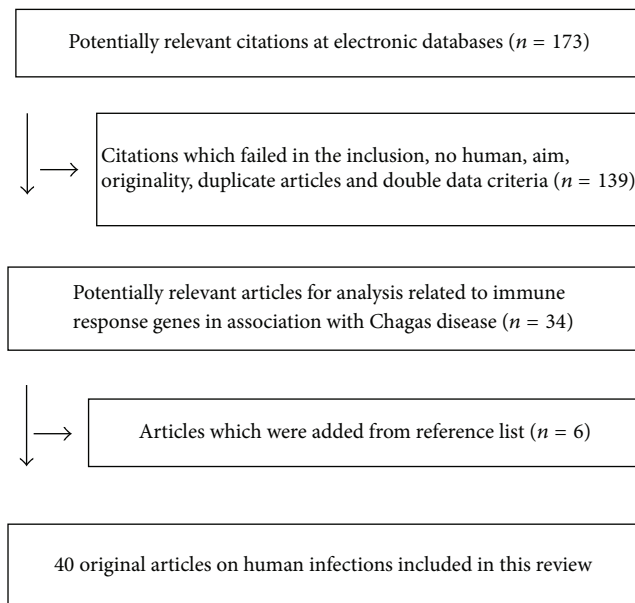 Potentially relevant citations at electronic databases (n = 173)
Citations which failed in the inclusion, no human, aim,
originality, duplicate articles and double data criteria (n = 139)
Potentially relevant articles for analysis related to immune
response genes in association with Chagas disease (n = 34)
Articles which were added from reference list (n = 6)
40 original articles on human infections included in this review